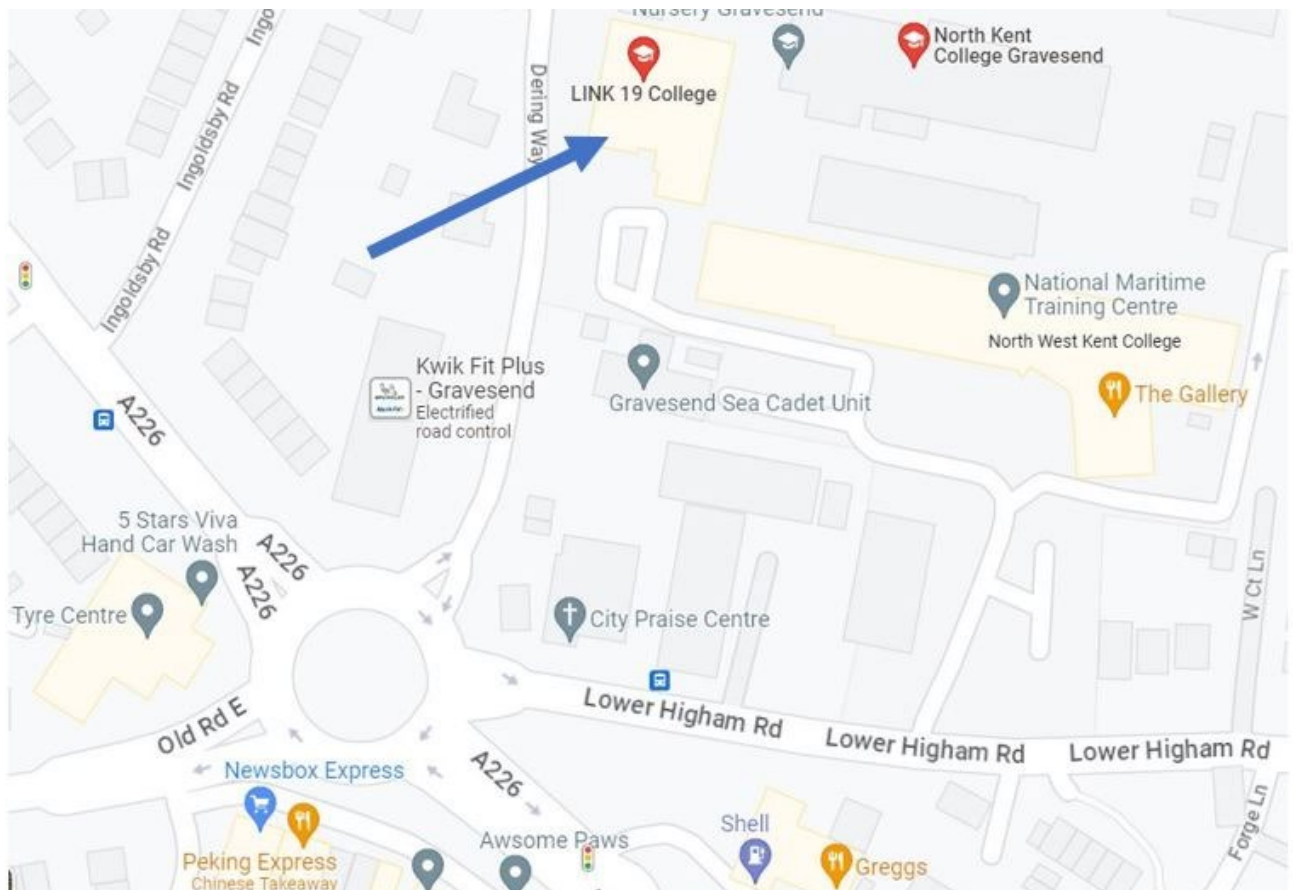 Nursery Gravesend
Ingo
North Kent
College Gravesend
LINK 19 College
Dering Way
Ingoldsby Rd
Ingoldsby Rd
National Maritime
Training Centre
North West Kent College
Kwik Fit Plus
- Gravesend
Electrified
road control
Gravesend Sea Cadet Unit
The Gallery
A226
5 Stars Viva
Hand Car Wash
A226
A226
Tyre Centre
City Praise Centre
W Ct Ln
Old Rd E
Lower Higham Rd
Lower Higham Rd
Lower Higham Rd
Newsbox Express
A226
Forge Ln
Peking Express
Chinese Takeaway
Awsome Paws
Shell
Greggs